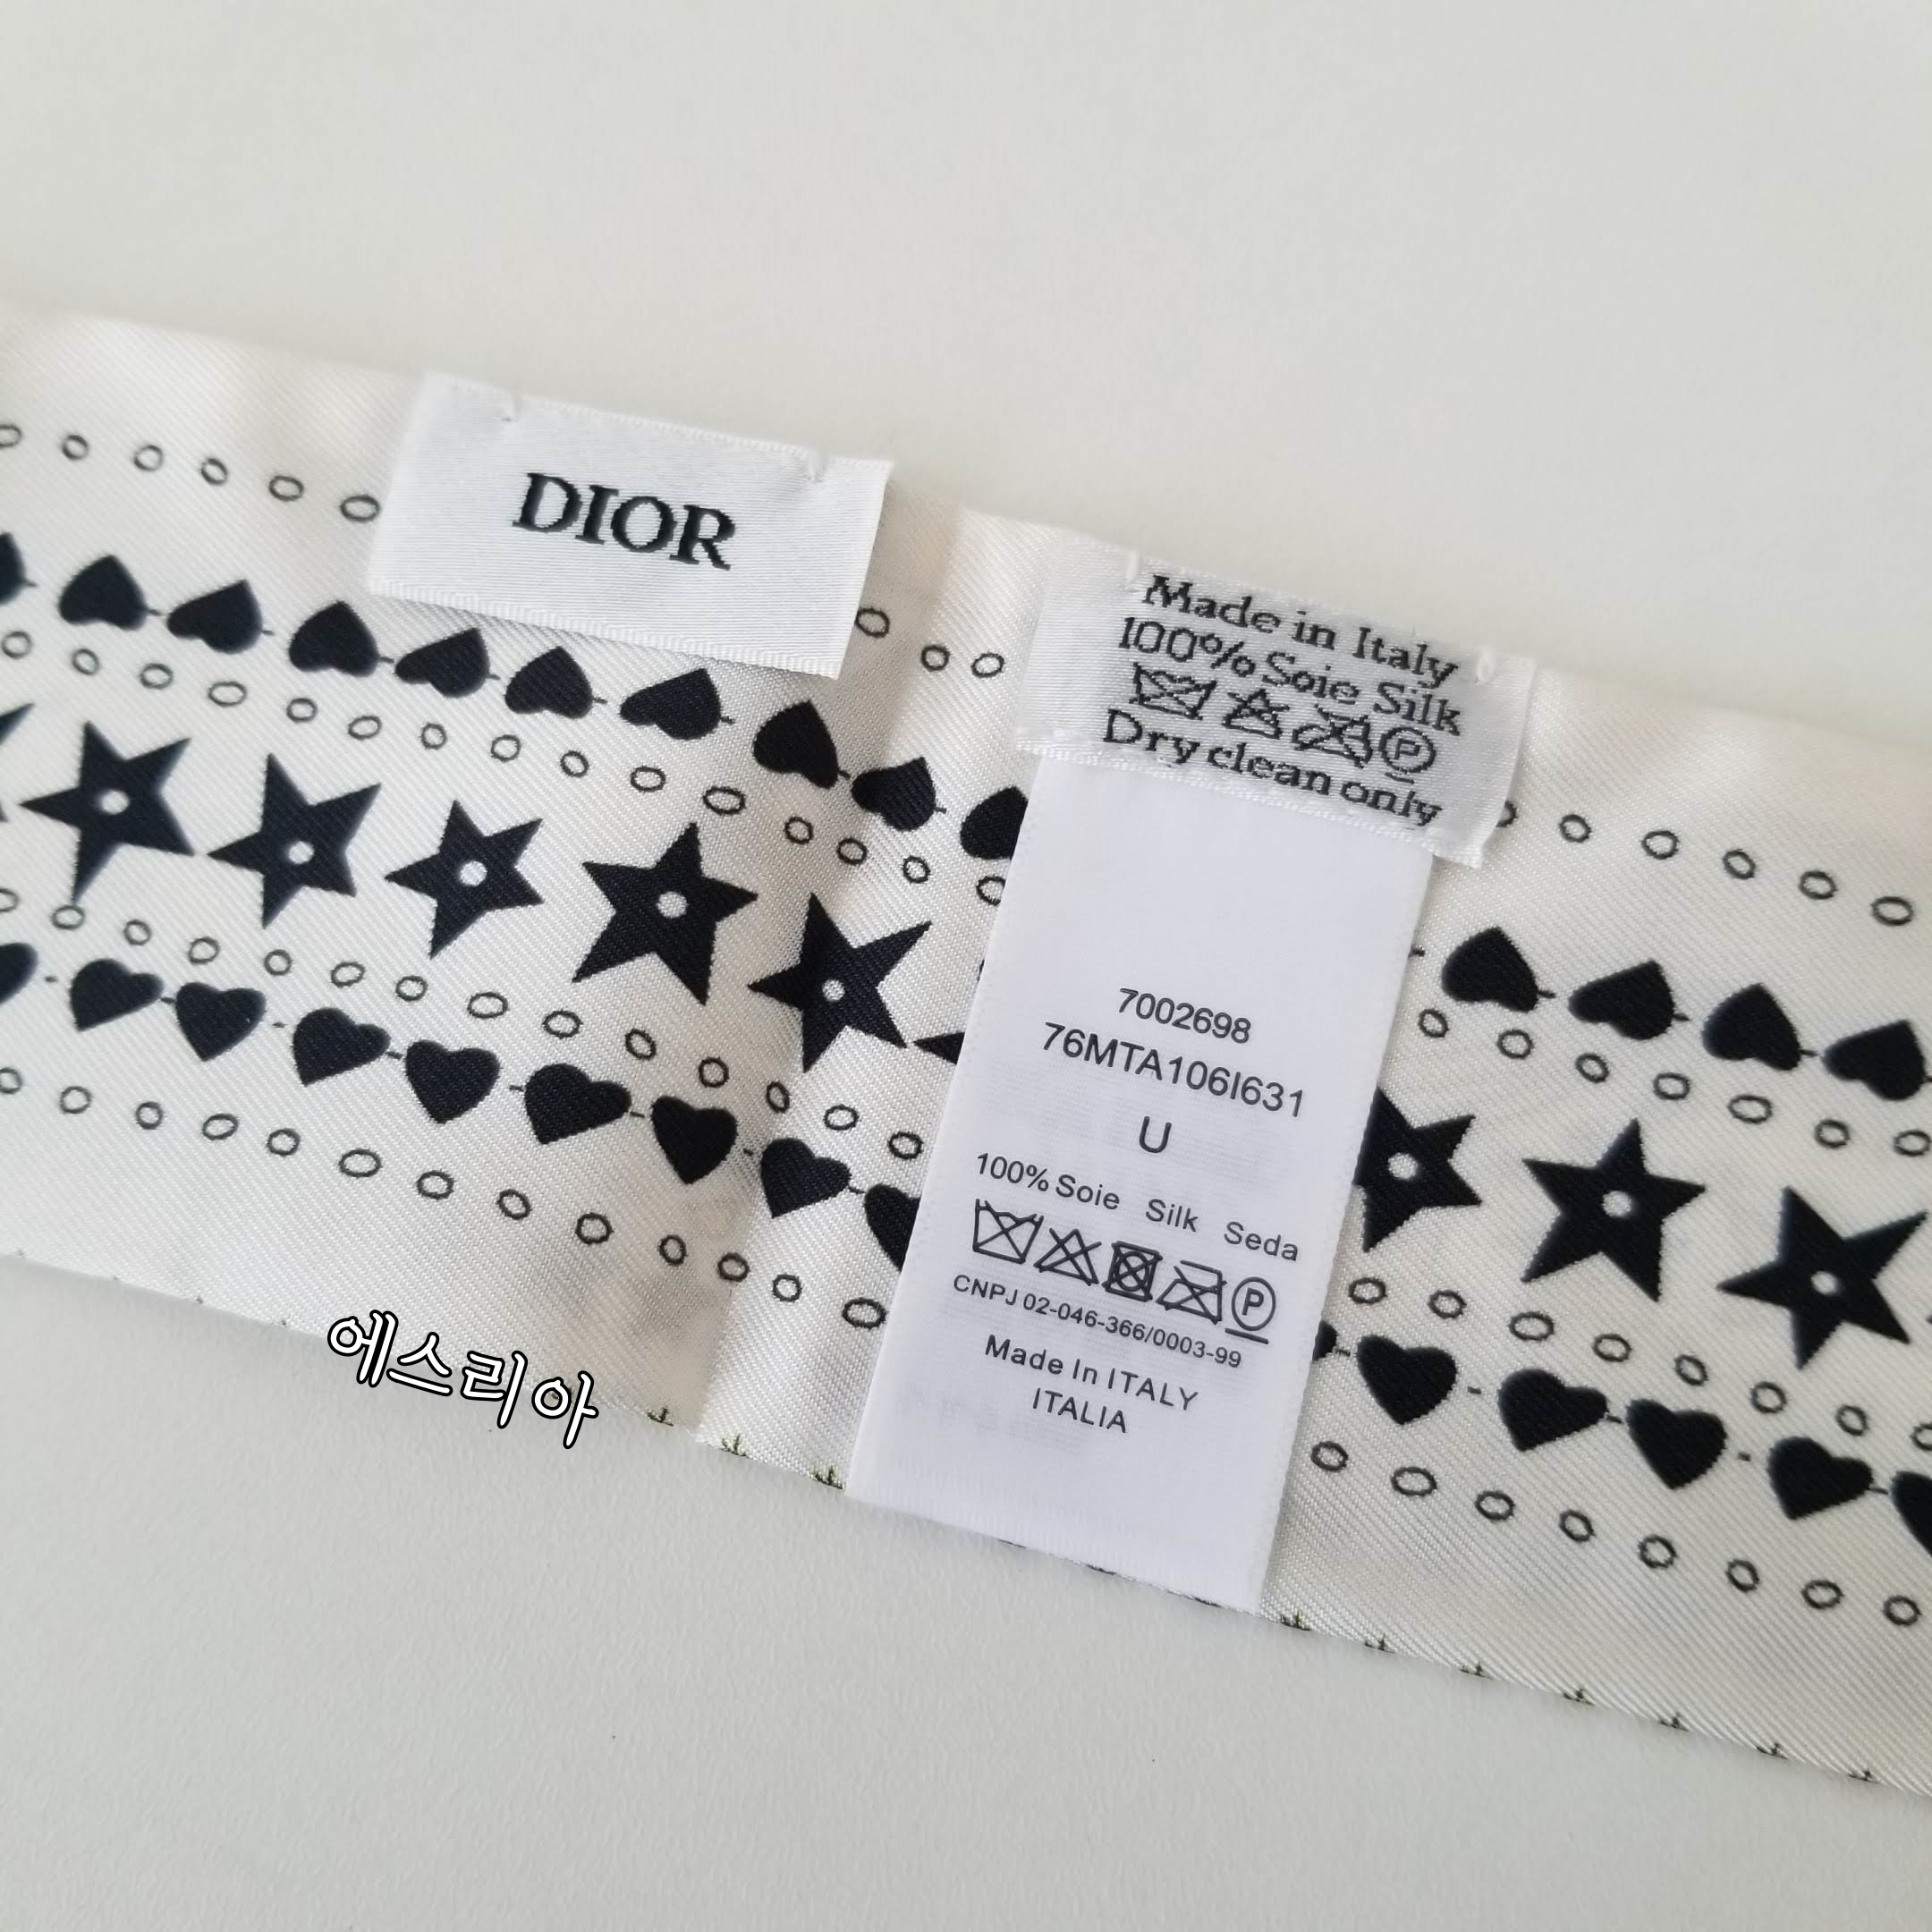 DIOR
Made in Italy
100% Soie Silk
P
Dry clean only
7002698
76MTA106I631
U
100% Soie Silk Seda
P
CNPJ 02-046-366/0003-99
Made In ITALY
ITALIA
에스리아